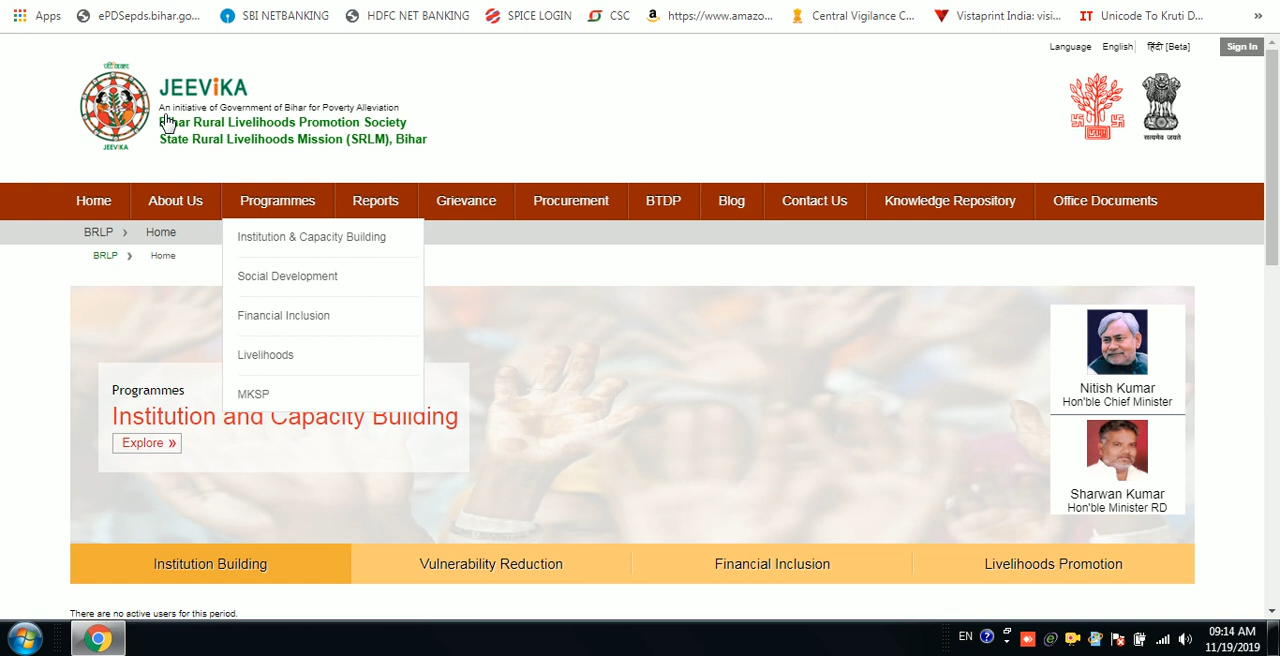 Apps ePDSepds.bihar.go... SBI NETBANKING HDFC NET BANKING SPICE LOGIN CSC https://www.amazo... Central Vigilance C... Vistaprint India: visi... IT Unicode To Kruti D... »
Language English हिंदी [Beta] Sign In
JEEViKA
An initiative of Government of Bihar for Poverty Alleviation
Rural Livelihoods Promotion Society
State Rural Livelihoods Mission (SRLM), Bihar
जीविका
JEEVIKA
सत्यमेव जयते
Home About Us Programmes Reports Grievance Procurement BTDP Blog Contact Us Knowledge Repository Office Documents
BRLP › Home
BRLP › Home
Institution & Capacity Building
Social Development
Financial Inclusion
Livelihoods
MKSP
Programmes
Institution and Capacity Building
Explore »
Nitish Kumar
Hon'ble Chief Minister
Sharwan Kumar
Hon'ble Minister RD
Institution Building Vulnerability Reduction Financial Inclusion Livelihoods Promotion
There are no active users for this period.
EN 09:14 AM
11/19/2019